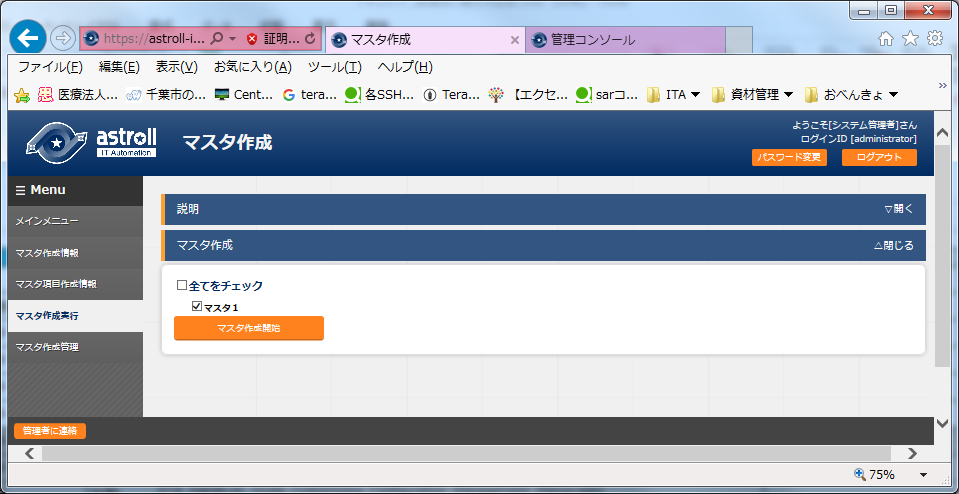 https://astroll-i...
証明...
マスタ作成
管理コンソール
ファイル(F) 編集(E) 表示(V) お気に入り(A) ツール(T) ヘルプ(H)
医療法人... 千葉市の... Cent... tera... 各SSH... Tera... 【エクセ... sarコ... ITA 資材管理 おべんきょ
astroll
IT Automation
マスタ作成
ようこそ[システム管理者]さん
ログインID [administrator]
パスワード変更 ログアウト
Menu
メインメニュー
マスタ作成情報
マスタ項目作成情報
マスタ作成実行
マスタ作成管理
説明 ▽開く
マスタ作成 △閉じる
全てをチェック
マスタ1
マスタ作成開始
管理者に連絡
75%